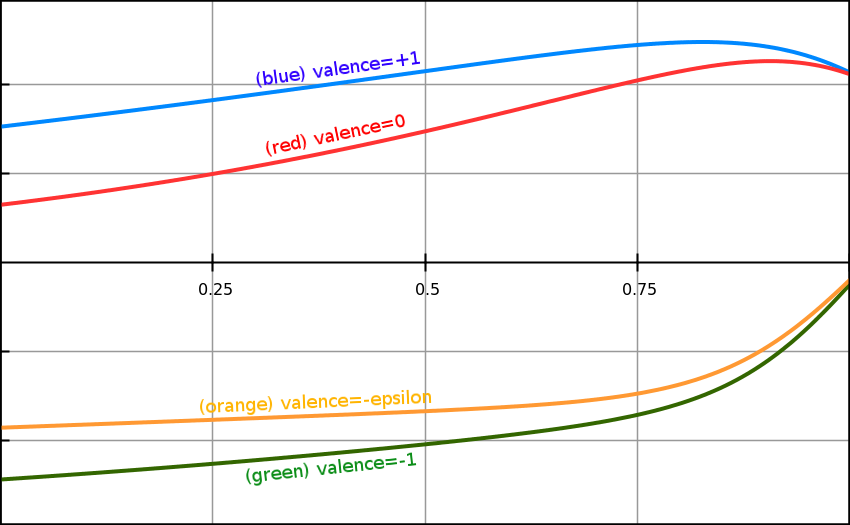 (blue) valence=+1
(red) valence=0
0.25
0.5
0.75
(orange) valence=-epsilon
(green) valence=-1